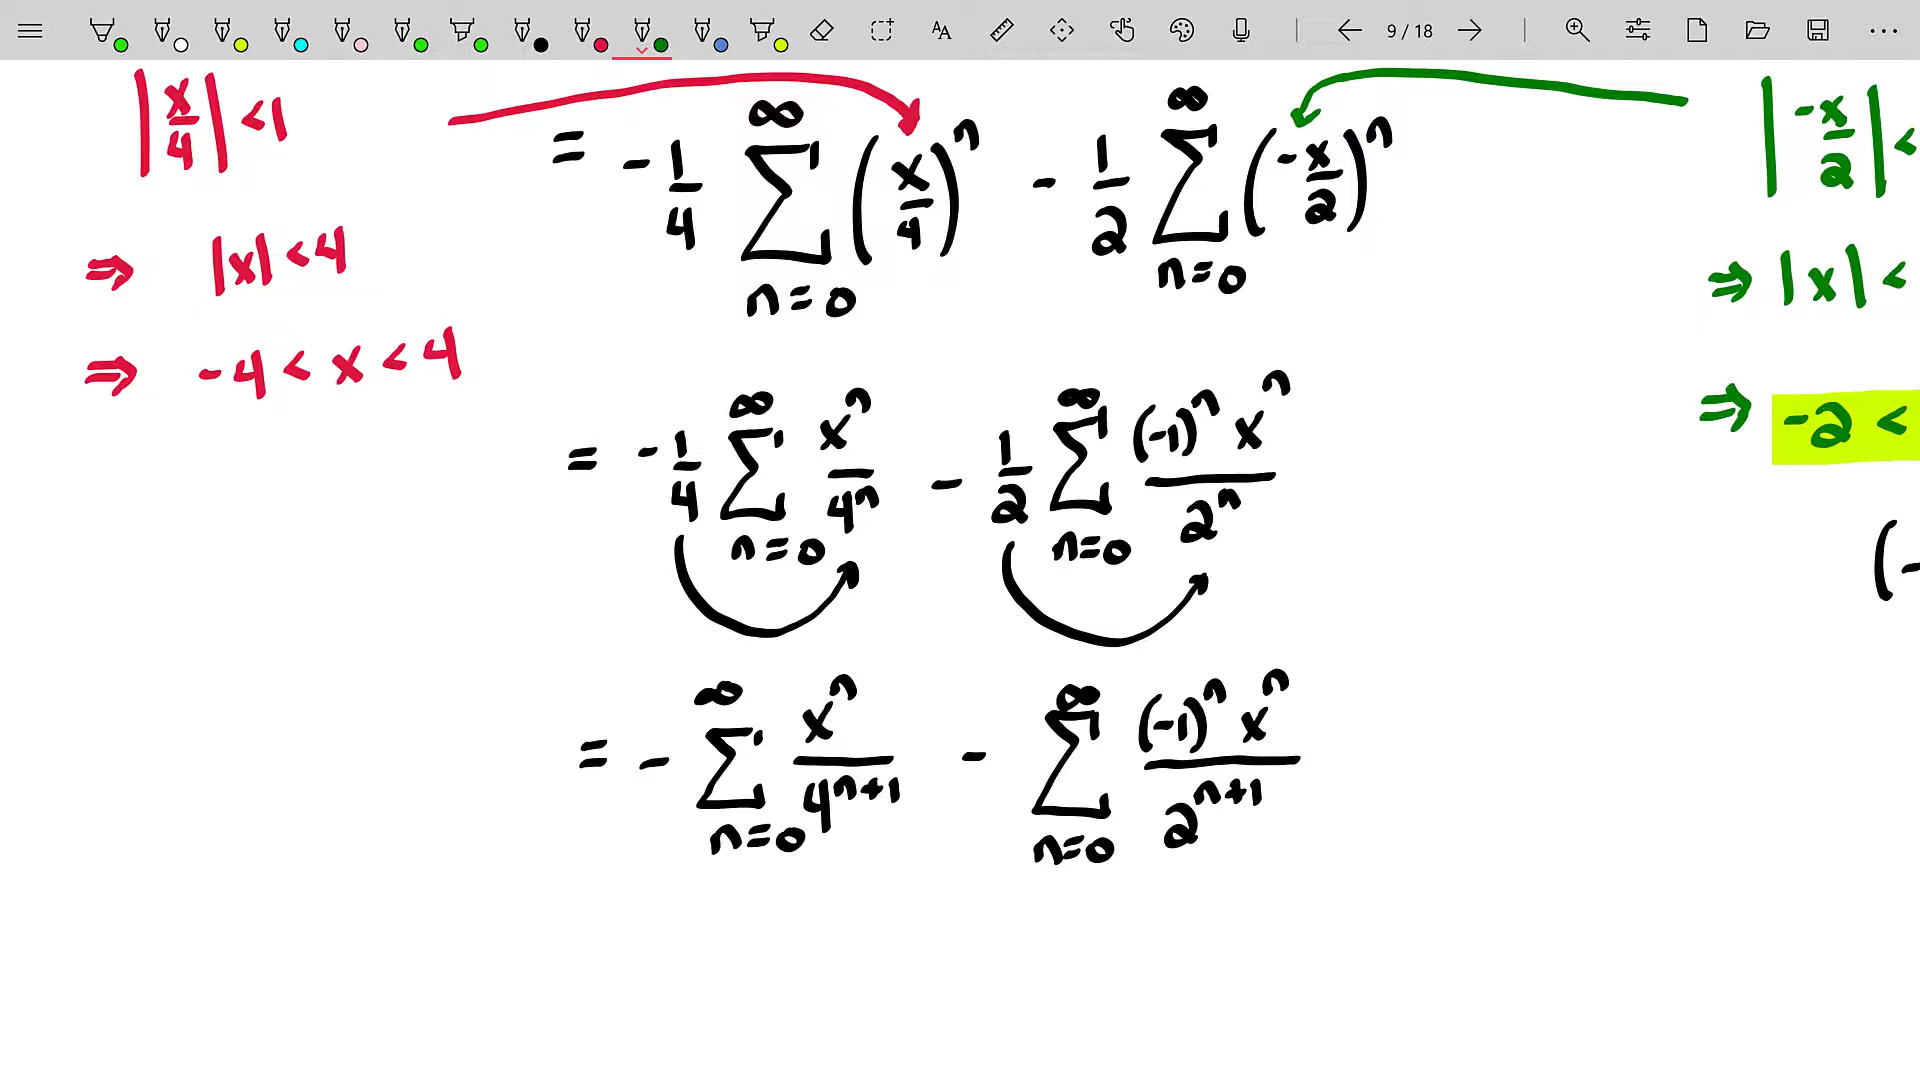 9 / 18
|x/4| < 1
⇒ |x| < 4
⇒ -4 < x < 4
= -1/4 ∑_{n=0}^{∞} (x/4)^n - 1/2 ∑_{n=0}^{∞} (-x/2)^n
= -1/4 ∑_{n=0}^{∞} x^n/4^n - 1/2 ∑_{n=0}^{∞} (-1)^n x^n/2^n
= - ∑_{n=0}^{∞} x^n/4^{n+1} - ∑_{n=0}^{∞} (-1)^n x^n/2^{n+1}
|-x/2| <
⇒ |x| <
⇒ -2 <
(-